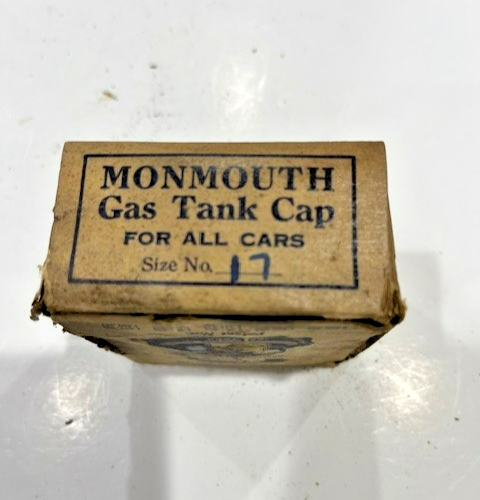 MONMOUTH
Gas Tank Cap
FOR ALL CARS
Size No. 17